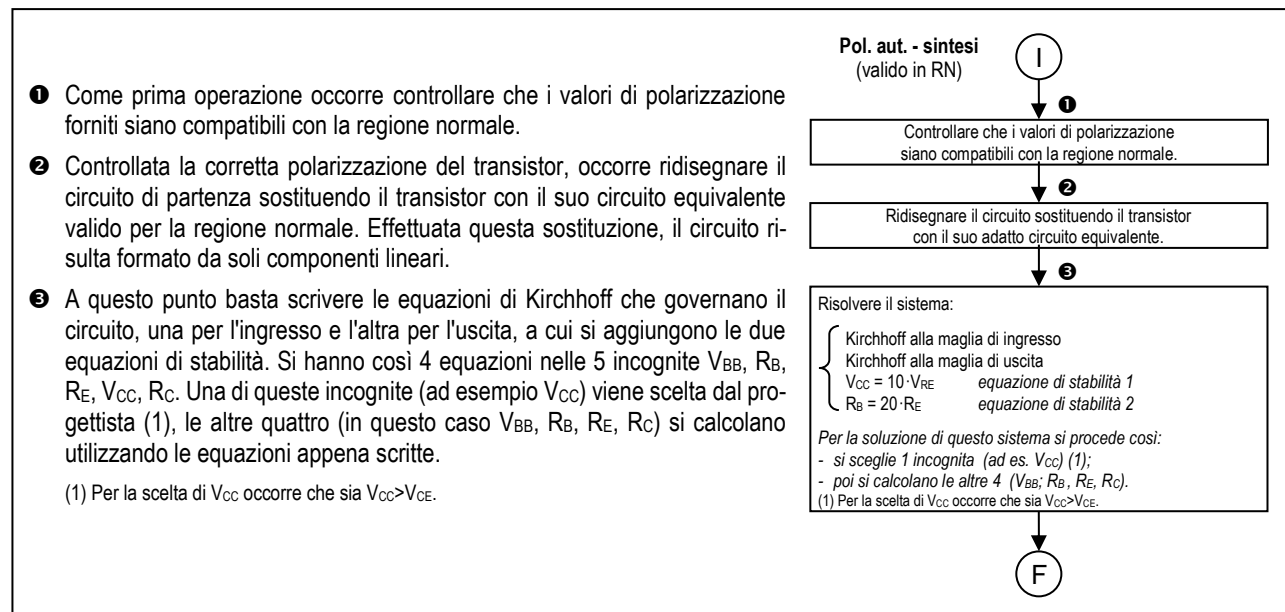 ❶ Come prima operazione occorre controllare che i valori di polarizzazione
forniti siano compatibili con la regione normale.
❷ Controllata la corretta polarizzazione del transistor, occorre ridisegnare il
circuito di partenza sostituendo il transistor con il suo circuito equivalente
valido per la regione normale. Effettuata questa sostituzione, il circuito ri-
sulta formato da soli componenti lineari.
❸ A questo punto basta scrivere le equazioni di Kirchhoff che governano il
circuito, una per l'ingresso e l'altra per l'uscita, a cui si aggiungono le due
equazioni di stabilità. Si hanno così 4 equazioni nelle 5 incognite VBB, RB,
RE, VCC, RC. Una di queste incognite (ad esempio VCC) viene scelta dal pro-
gettista (1), le altre quattro (in questo caso VBB, RB, RE, RC) si calcolano
utilizzando le equazioni appena scritte.
(1) Per la scelta di VCC occorre che sia VCC>VCE.
Pol. aut. - sintesi
(valido in RN)
I
❶
Controllare che i valori di polarizzazione
siano compatibili con la regione normale.
❷
Ridisegnare il circuito sostituendo il transistor
con il suo adatto circuito equivalente.
❸
Risolvere il sistema:
Kirchhoff alla maglia di ingresso
Kirchhoff alla maglia di uscita
VCC = 10·VRE equazione di stabilità 1
RB = 20·RE equazione di stabilità 2
Per la soluzione di questo sistema si procede così:
- si sceglie 1 incognita (ad es. VCC) (1);
- poi si calcolano le altre 4 (VBB; RB, RE, RC).
(1) Per la scelta di VCC occorre che sia VCC>VCE.
F